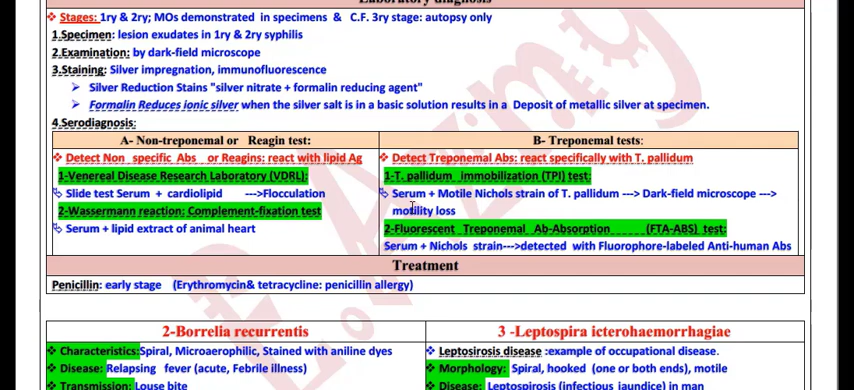 Laboratory diagnosis
❖ Stages: 1ry & 2ry; MOs demonstrated in specimens & C.F. 3ry stage: autopsy only
1.Specimen: lesion exudates in 1ry & 2ry syphilis
2.Examination: by dark-field microscope
3.Staining: Silver impregnation, immunofluorescence
➢ Silver Reduction Stains "silver nitrate + formalin reducing agent"
➢ Formalin Reduces ionic silver when the silver salt is in a basic solution results in a Deposit of metallic silver at specimen.
4.Serodiagnosis:
A- Non-treponemal or Reagin test:
❖ Detect Non specific Abs or Reagins: react with lipid Ag
1-Venereal Disease Research Laboratory (VDRL):
Slide test Serum + cardiolipid --->Flocculation
2-Wassermann reaction: Complement-fixation test
Serum + lipid extract of animal heart
B- Treponemal tests:
❖ Detect Treponemal Abs: react specifically with T. pallidum
1-T. pallidum immobilization (TPI) test:
Serum + Motile Nichols strain of T. pallidum ---> Dark-field microscope --->
motility loss
2-Fluorescent Treponemal Ab-Absorption (FTA-ABS) test:
Serum + Nichols strain--->detected with Fluorophore-labeled Anti-human Abs
Treatment
Penicillin: early stage (Erythromycin& tetracycline: penicillin allergy)
2-Borrelia recurrentis
❖ Characteristics:Spiral, Microaerophilic, Stained with aniline dyes
❖ Disease: Relapsing fever (acute, Febrile illness)
❖ Transmission: Louse bite
3 -Leptospira icterohaemorrhagiae
❖ Leptosirosis disease :example of occupational disease.
❖ Morphology: Spiral, hooked (one or both ends), motile
❖ Disease: Leptospirosis (infectious jaundice) in man